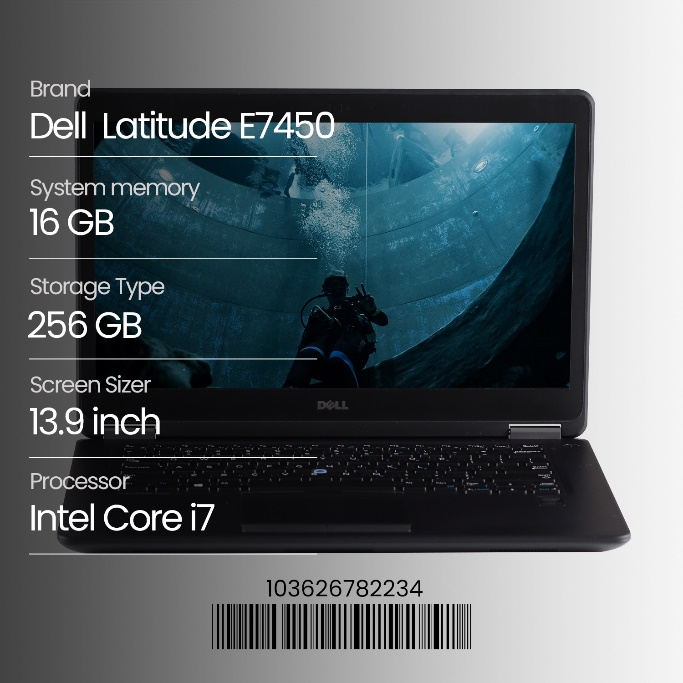 Brand
Dell Latitude E7450
System memory
16 GB
Storage Type
256 GB
Screen Sizer
13.9 inch
DELL
Processor
Intel Core i7
103626782234